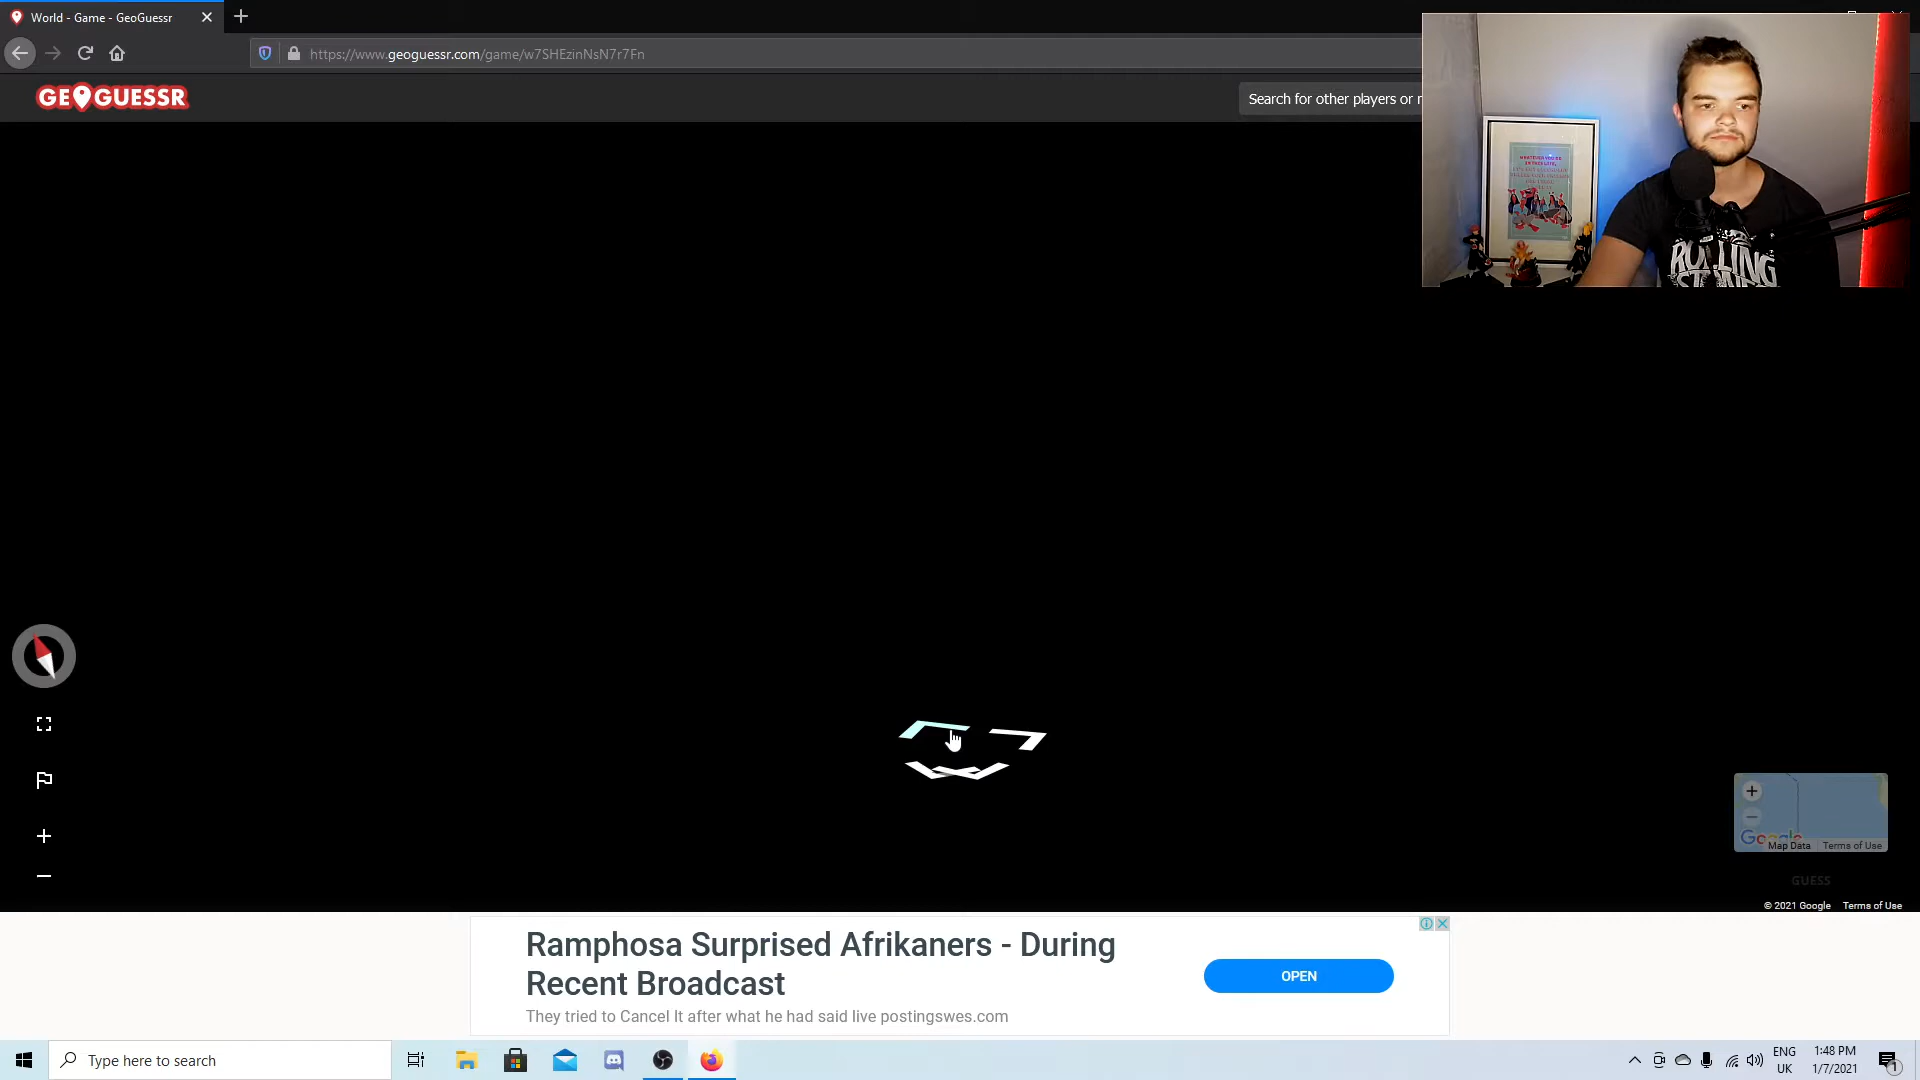 World - Game - GeoGuessr
https://www.geoguessr.com/game/w7SHEzinNsN7r7Fn
GEOGUESSR
Search for other players or
ROLLING
Google
Map Data
Terms of Use
GUESS
© 2021 Google
Terms of Use
Ramphosa Surprised Afrikaners - During
Recent Broadcast
They tried to Cancel It after what he had said live postingswes.com
OPEN
Type here to search
ENG
UK
1:48 PM
1/7/2021
1